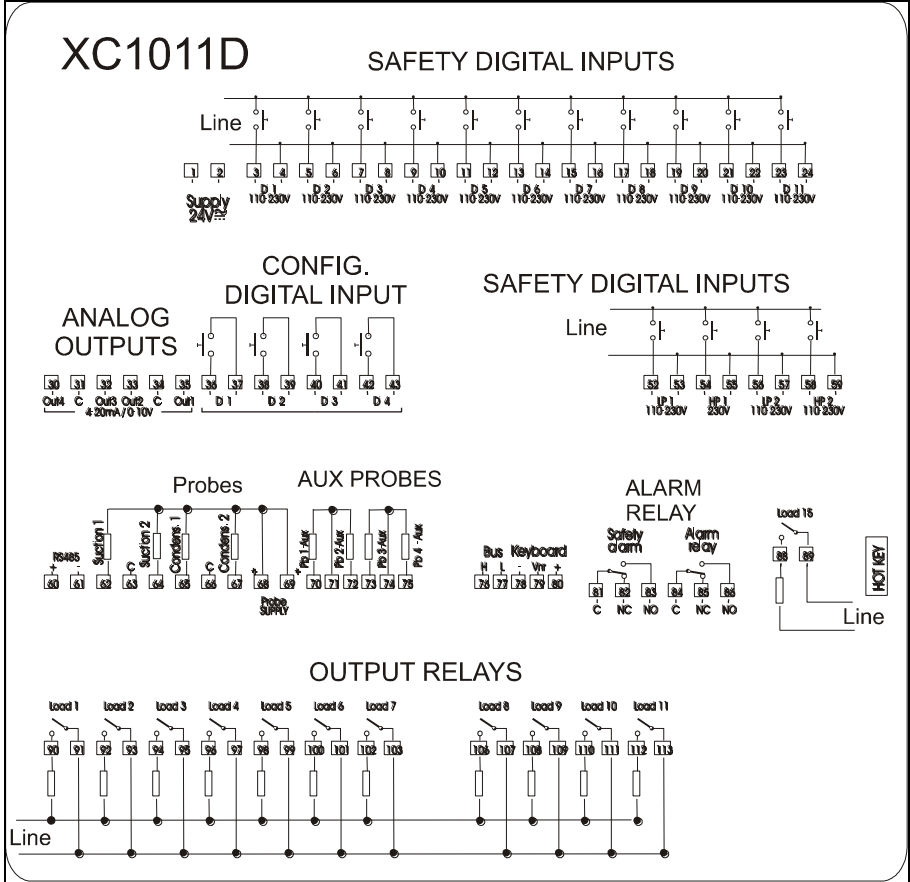 XC1011D
SAFETY DIGITAL INPUTS
Line
1 2 3 4 5 6 7 8 9 10 11 12 13 14 15 16 17 18 19 20 21 22 23 24
Supply
24V
D 1 D 2 D 3 D 4 D 5 D 6 D 7 D 8 D 9 D 10 D 11
110-230V 110-230V 110-230V 110-230V 110-230V 110-230V 110-230V 110-230V 110-230V 110-230V 110-230V
CONFIG.
DIGITAL INPUT
ANALOG
OUTPUTS
30 31 32 33 34 35 36 37 38 39 40 41 42 43
Out4 C Out3 Out2 C Out1
4-20mA / 0-10V
D 1 D 2 D 3 D 4
SAFETY DIGITAL INPUTS
Line
52 53 54 55 56 57 58 59
LP 1 HP 1 LP 2 HP 2
110-230V 230V 110-230V 110-230V
Probes
Suction 1
C
Suction 2
Condens. 1
C
Condens. 2
+ RS485 -
60 61 62 63 64 65 66 67 68 69
+ +
Probe
SUPPLY
AUX PROBES
Pb 1-Aux
Pb 2-Aux
Pb 3-Aux
Pb 4 - Aux
70 71 72 73 74 75
Bus Keyboard
H L - Vnr +
76 77 78 79 80
ALARM
RELAY
Safety
alarm
Alarm
relay
81 82 83 84 85 86
C NC NO C NC NO
Load 15
88 89
Line
HOT KEY
OUTPUT RELAYS
Load 1 Load 2 Load 3 Load 4 Load 5 Load 6 Load 7 Load 8 Load 9 Load 10 Load 11
90 91 92 93 94 95 96 97 98 99 100 101 102 103 106 107 108 109 110 111 112 113
Line